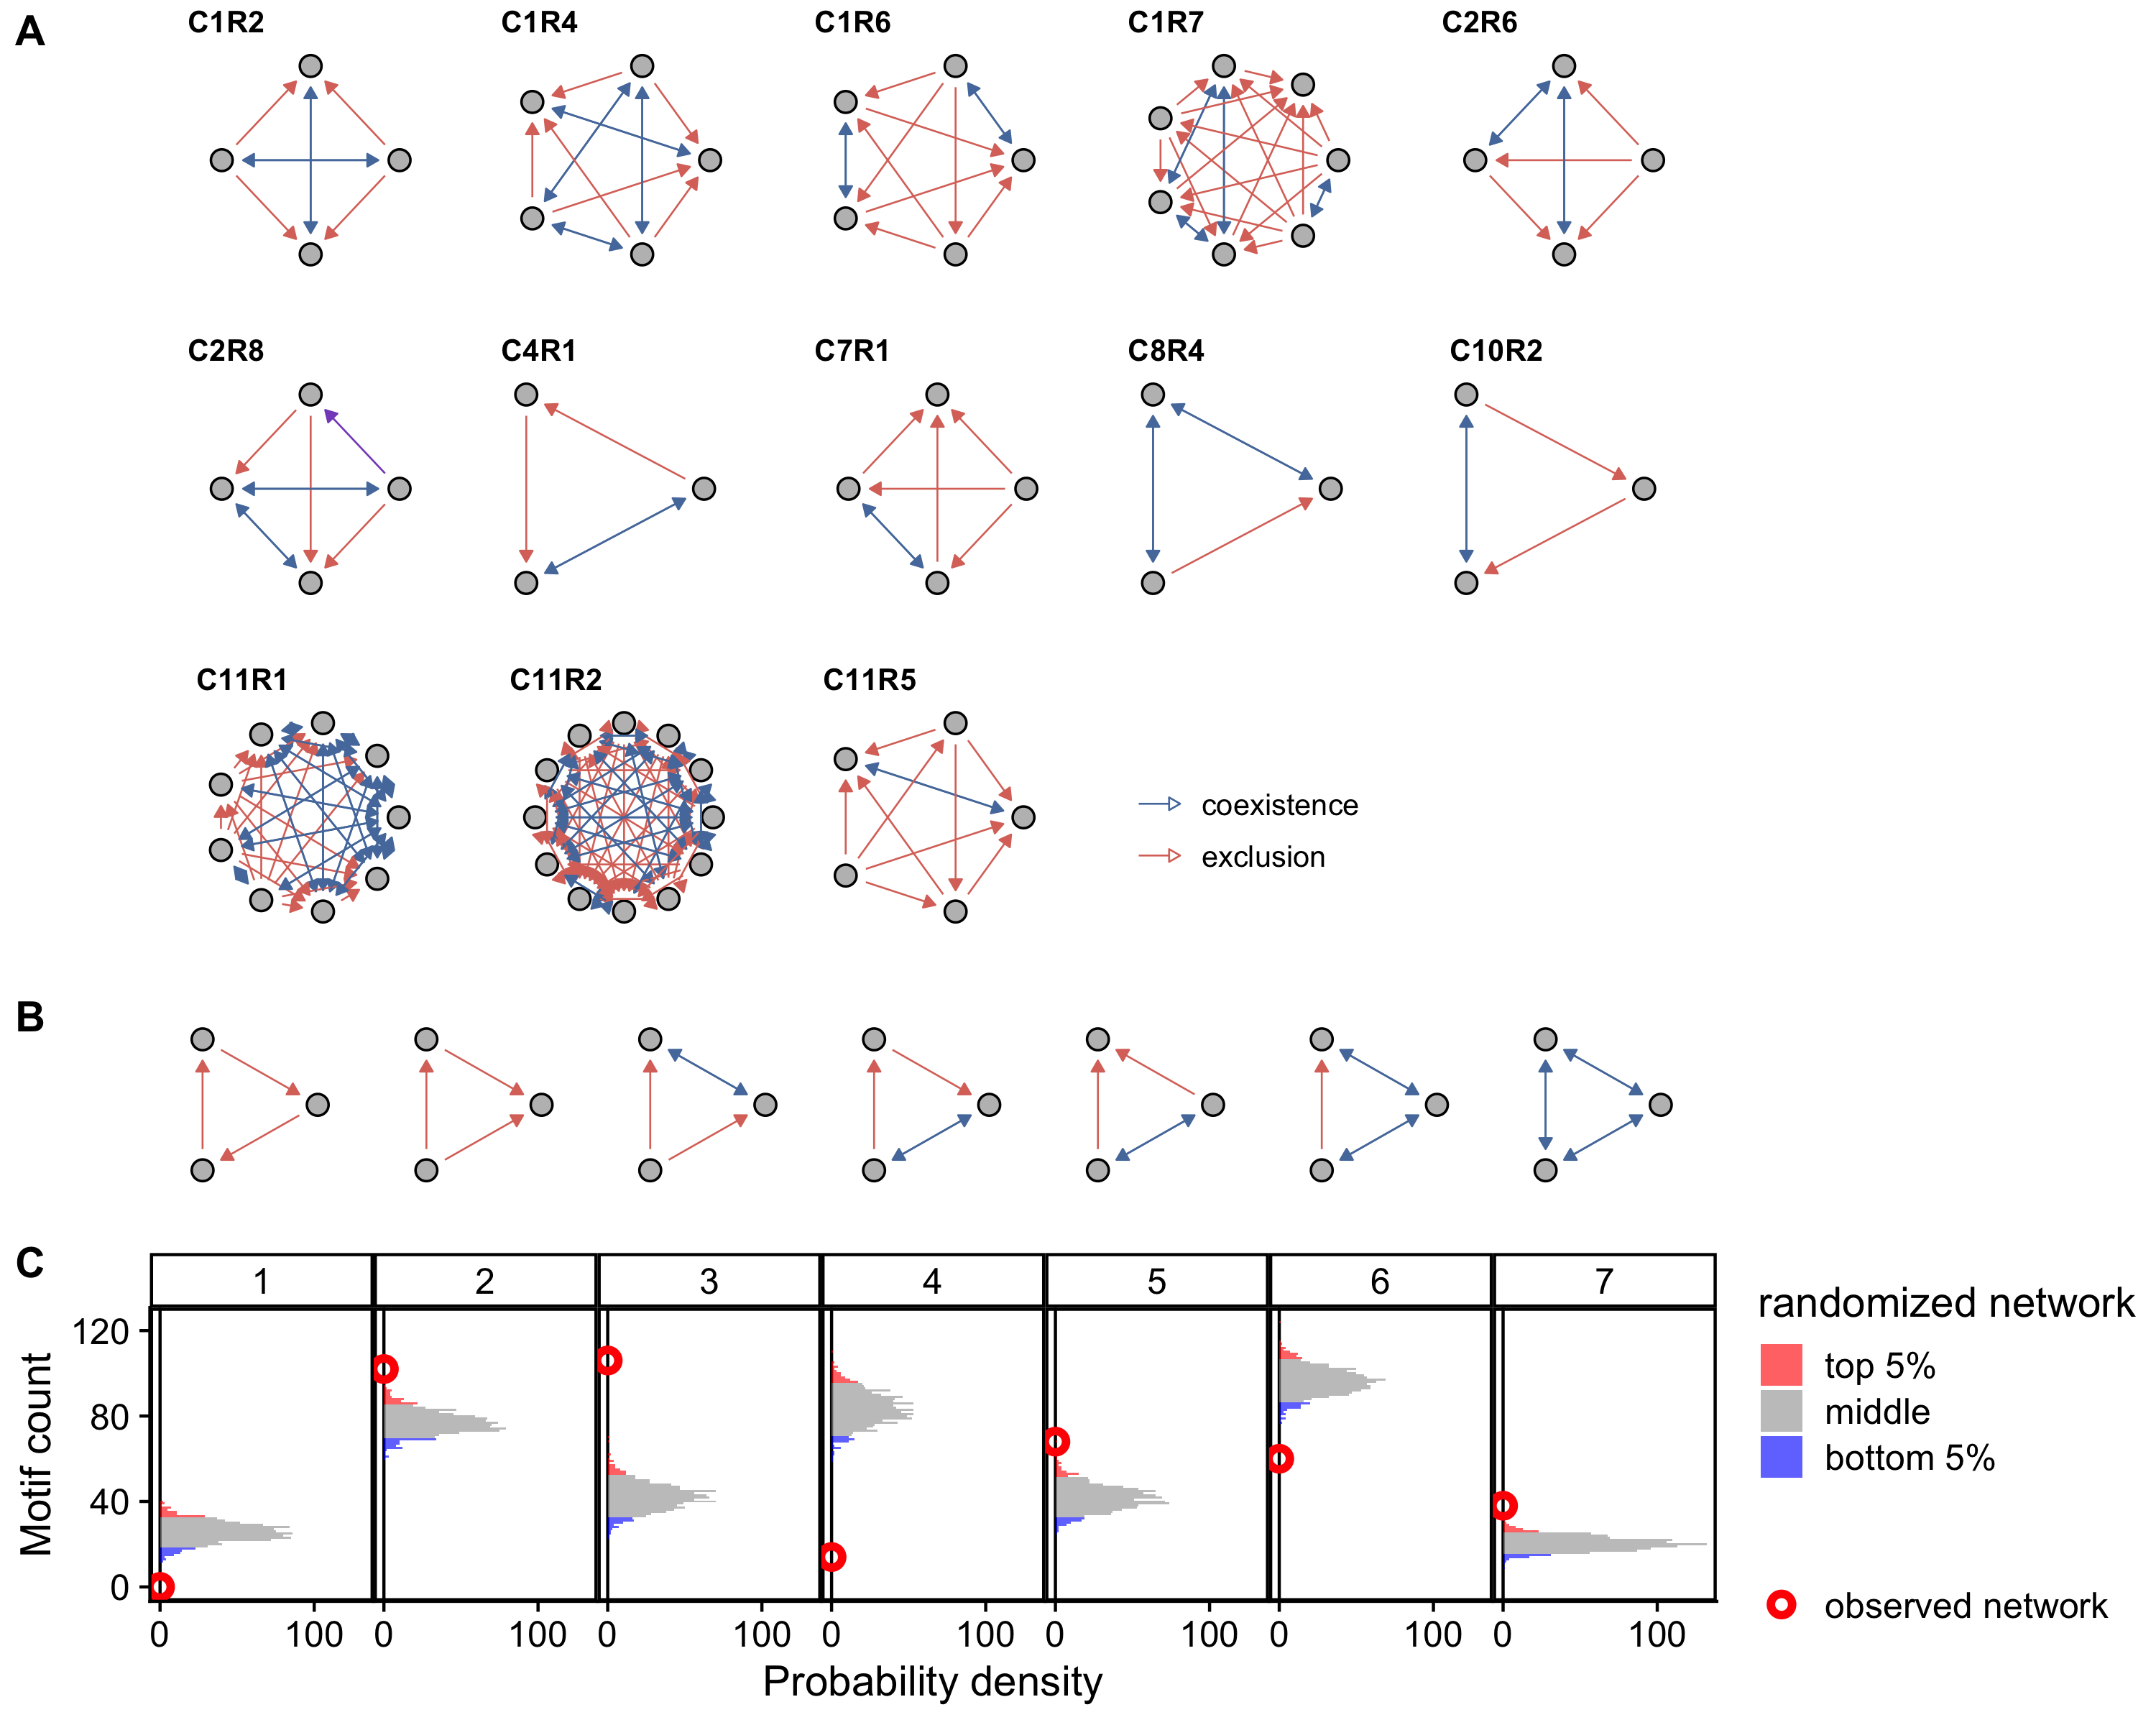 A
C1R2 C1R4 C1R6 C1R7 C2R6
C2R8 C4R1 C7R1 C8R4 C10R2
C11R1 C11R2 C11R5
coexistence
exclusion
B
C
1 2 3 4 5 6 7
Motif count
120
80
40
0
0 100 0 100 0 100 0 100 0 100 0 100 0 100
Probability density
randomized network
top 5%
middle
bottom 5%
observed network